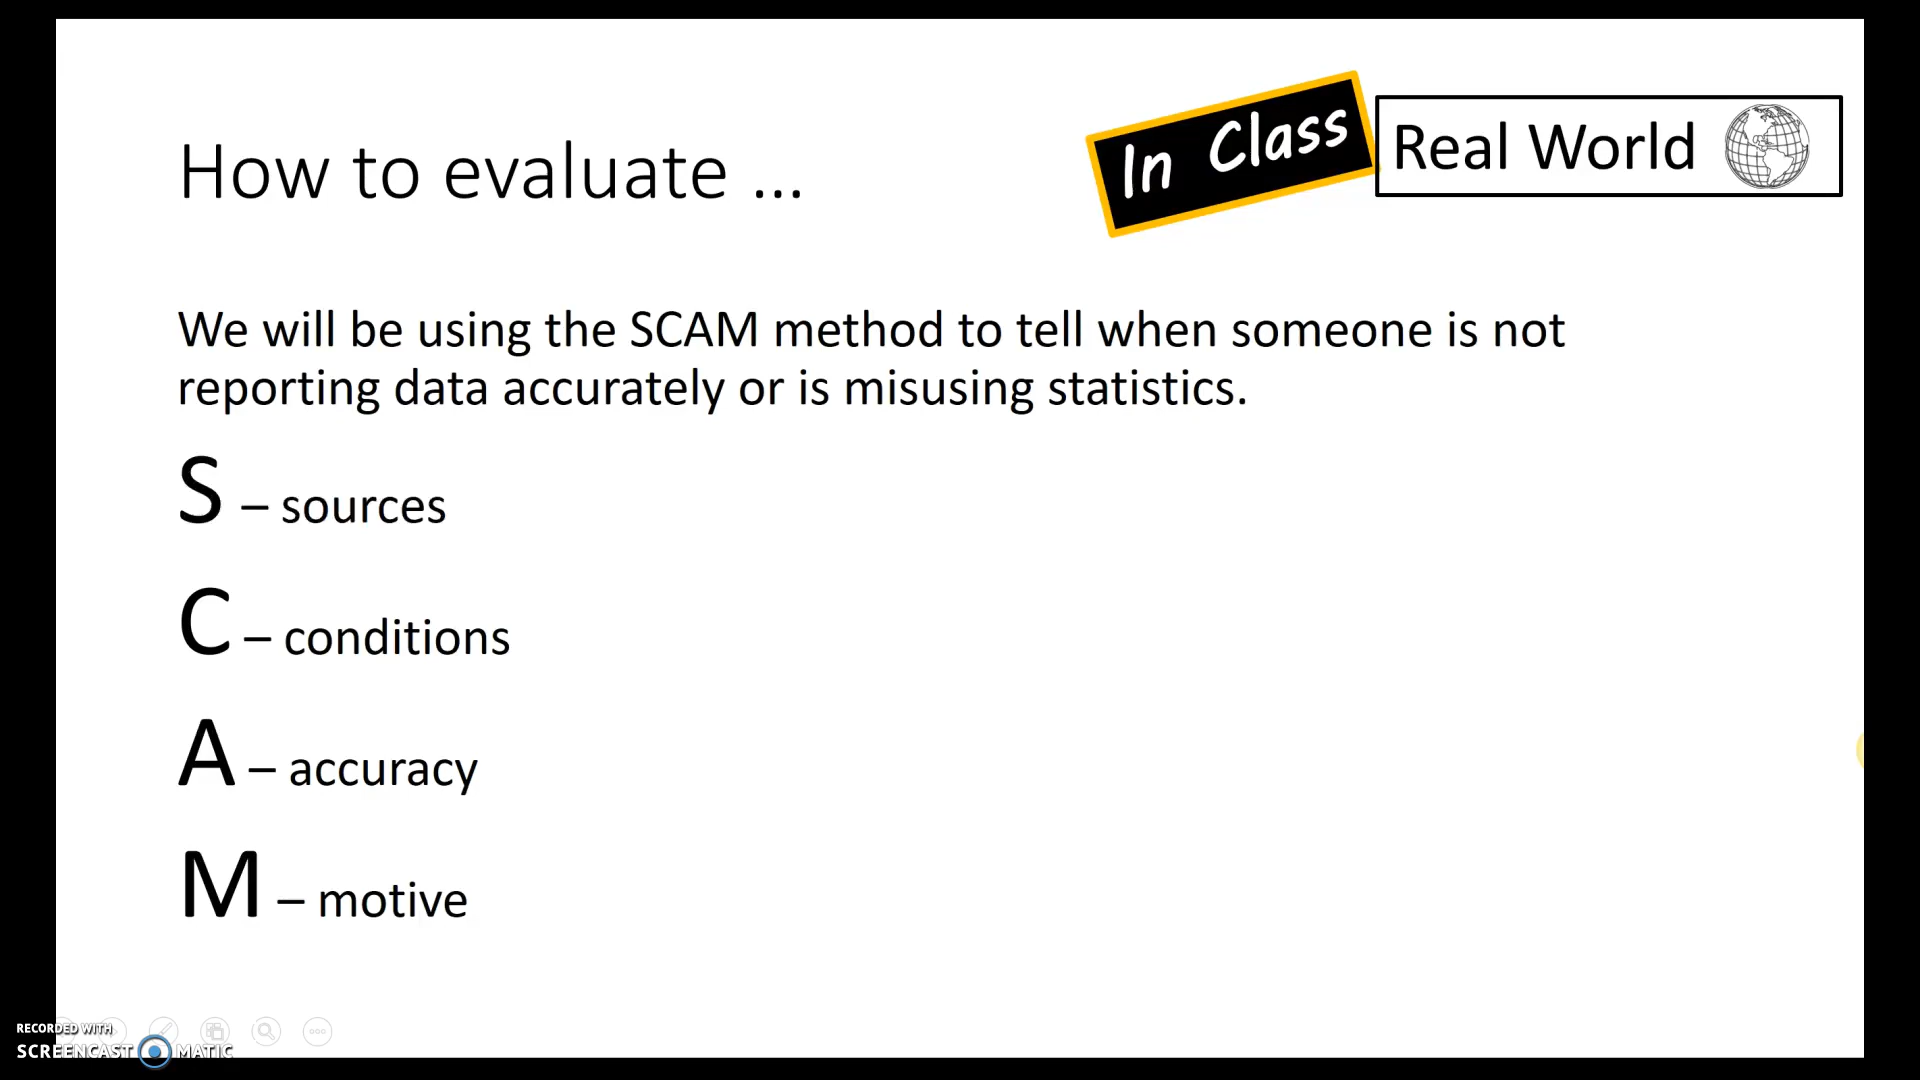 How to evaluate ...
In Class
Real World
We will be using the SCAM method to tell when someone is not
reporting data accurately or is misusing statistics.
S – sources
C – conditions
A – accuracy
M – motive
RECORDED WITH
SCREENCAST MATIC